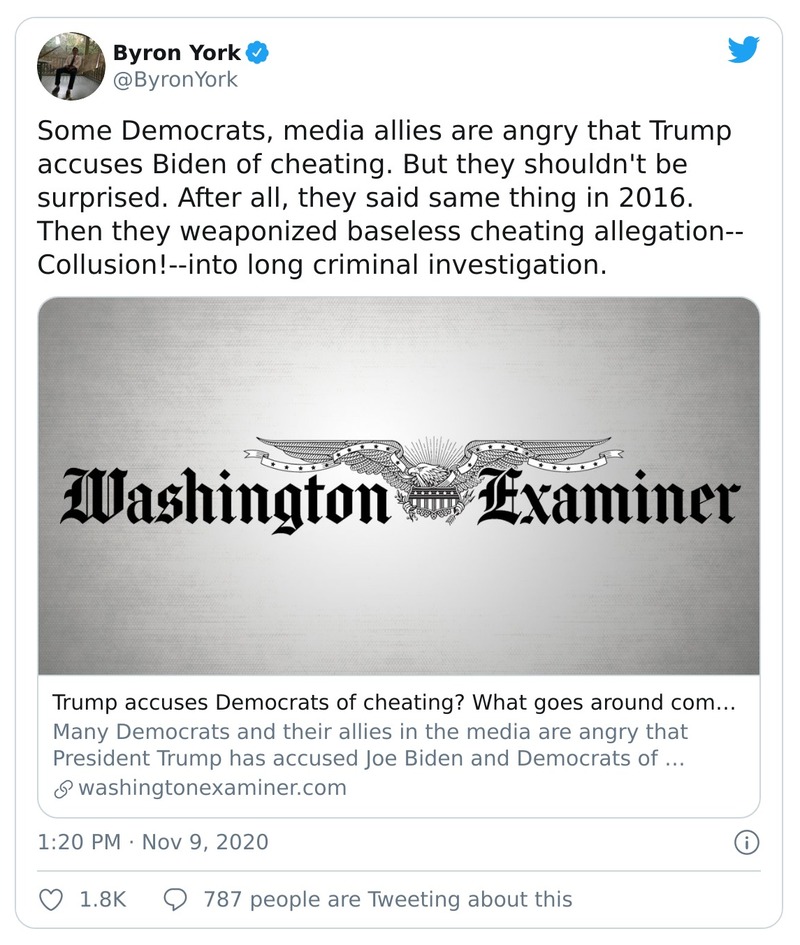 Byron York
@ByronYork
Some Democrats, media allies are angry that Trump
accuses Biden of cheating. But they shouldn't be
surprised. After all, they said same thing in 2016.
Then they weaponized baseless cheating allegation--
Collusion!--into long criminal investigation.
Washington Examiner
Trump accuses Democrats of cheating? What goes around com...
Many Democrats and their allies in the media are angry that
President Trump has accused Joe Biden and Democrats of ...
washingtonexaminer.com
1:20 PM · Nov 9, 2020
1.8K 787 people are Tweeting about this